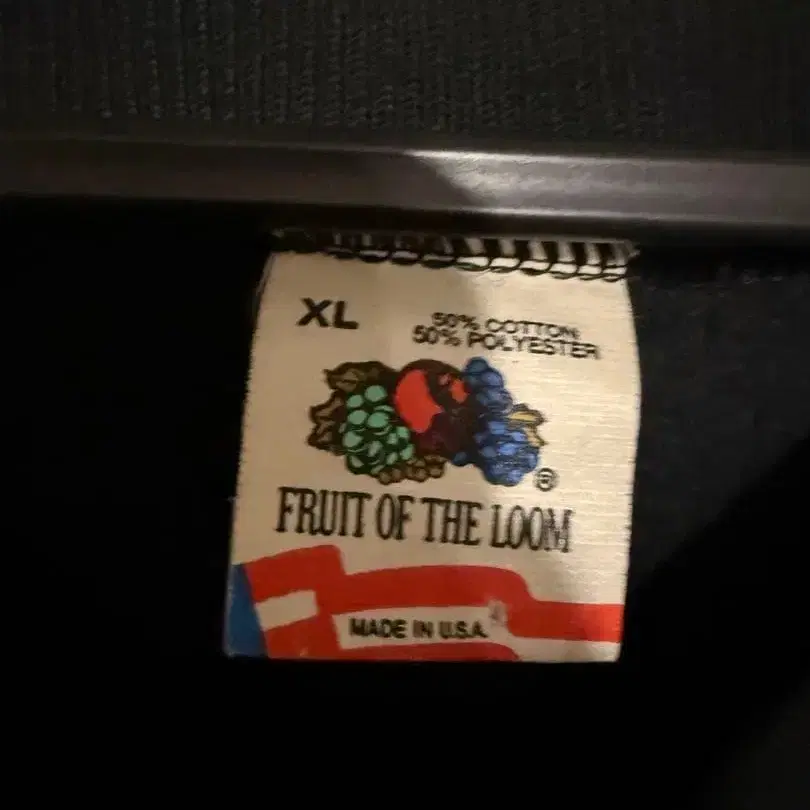 XL
50% COTTON
50% POLYESTER
®
FRUIT OF THE LOOM
MADE IN U.S.A.